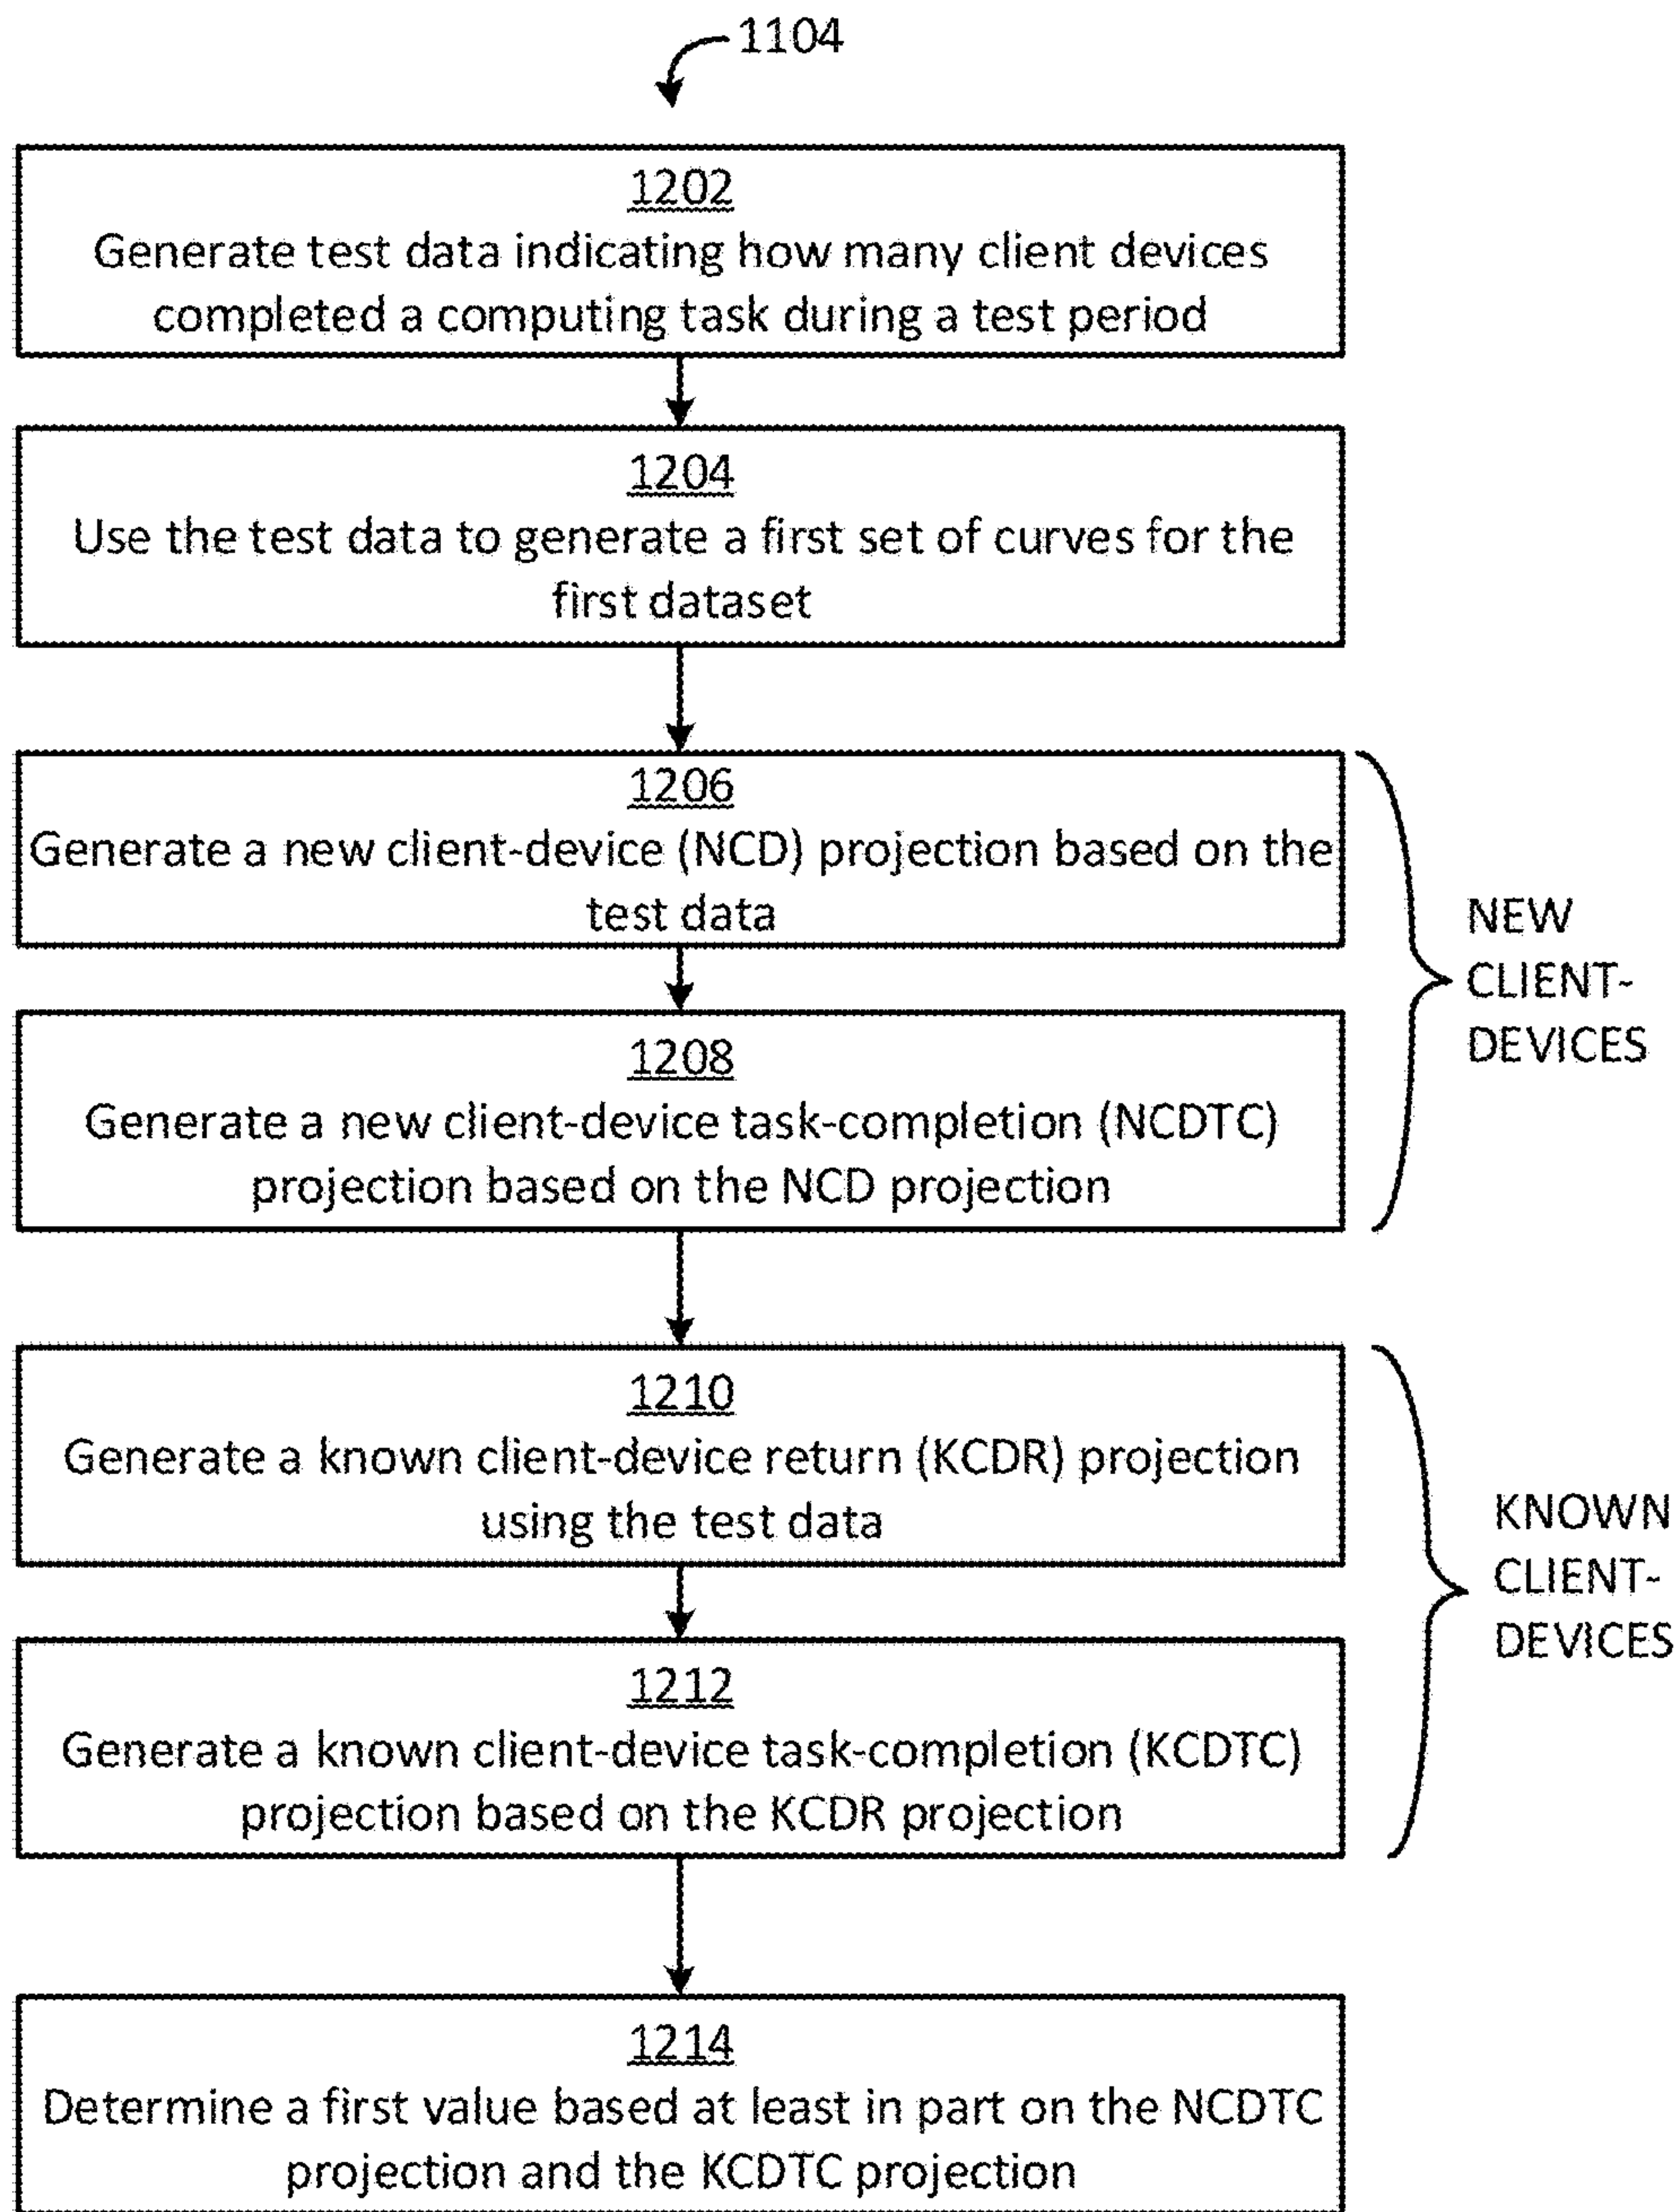 1104
1202
Generate test data indicating how many client devices
completed a computing task during a test period
1204
Use the test data to generate a first set of curves for the
first dataset
1206
Generate a new client-device (NCD) projection based on the
test data
1208
Generate a new client-device task-completion (NCDTC)
projection based on the NCD projection
NEW
CLIENT-
DEVICES
1210
Generate a known client-device return (KCDR) projection
using the test data
1212
Generate a known client-device task-completion (KCDTC)
projection based on the KCDR projection
KNOWN
CLIENT-
DEVICES
1214
Determine a first value based at least in part on the NCDTC
projection and the KCDTC projection